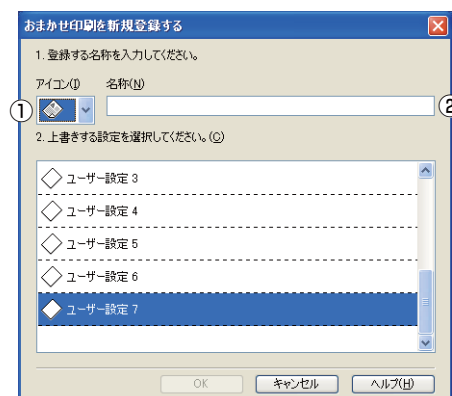 おまかせ印刷を新規登録する
1. 登録する名称を入力してください。
アイコン(I) 名称(N)
① ②
2. 上書きする設定を選択してください。(C)
ユーザー設定 3
ユーザー設定 4
ユーザー設定 5
ユーザー設定 6
ユーザー設定 7
OK キャンセル ヘルプ(H)